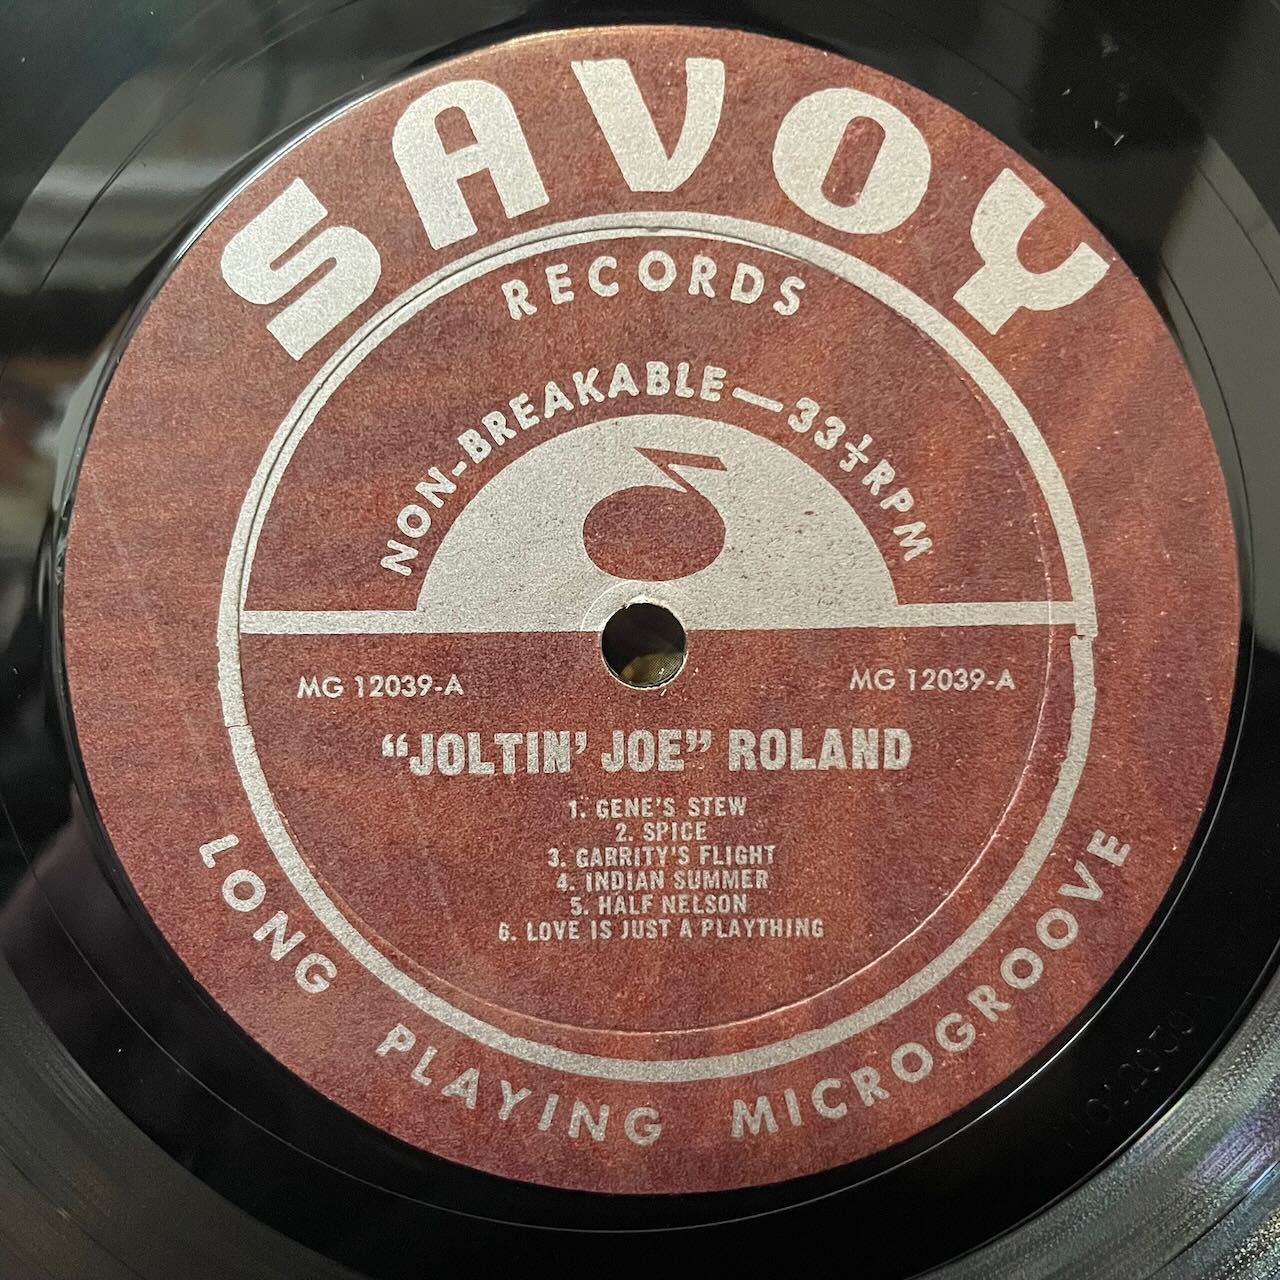 SAVOY
RECORDS
NON-BREAKABLE—33⅓ RPM
MG 12039-A
MG 12039-A
“JOLTIN’ JOE” ROLAND
1. GENE’S STEW
2. SPICE
3. GARRITY’S FLIGHT
4. INDIAN SUMMER
5. HALF NELSON
6. LOVE IS JUST A PLAYTHING
LONG PLAYING MICROGROOVE